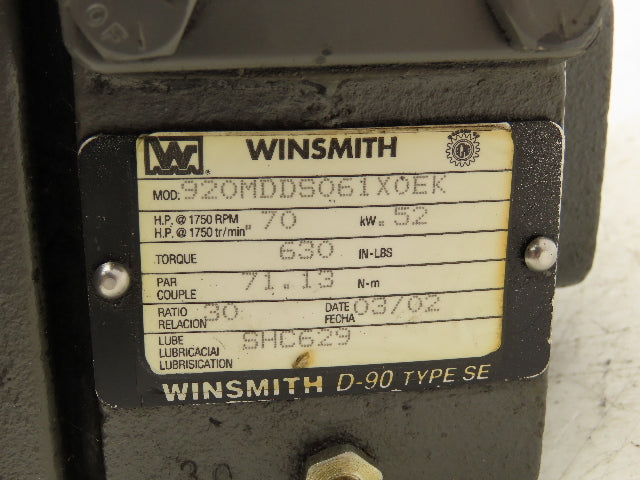 OF
W WINSMITH
MOD: 920MDDS061X0EK
H.P. @ 1750 RPM
H.P. @ 1750 tr/min .70 kW .52
TORQUE 630 IN-LBS
PAR
COUPLE 71.13 N-m
RATIO
RELACION 30 DATE
FECHA 03/02
LUBE
LUBRICACIAI
LUBRISICATION SHC629
WINSMITH D-90 TYPE SE
30